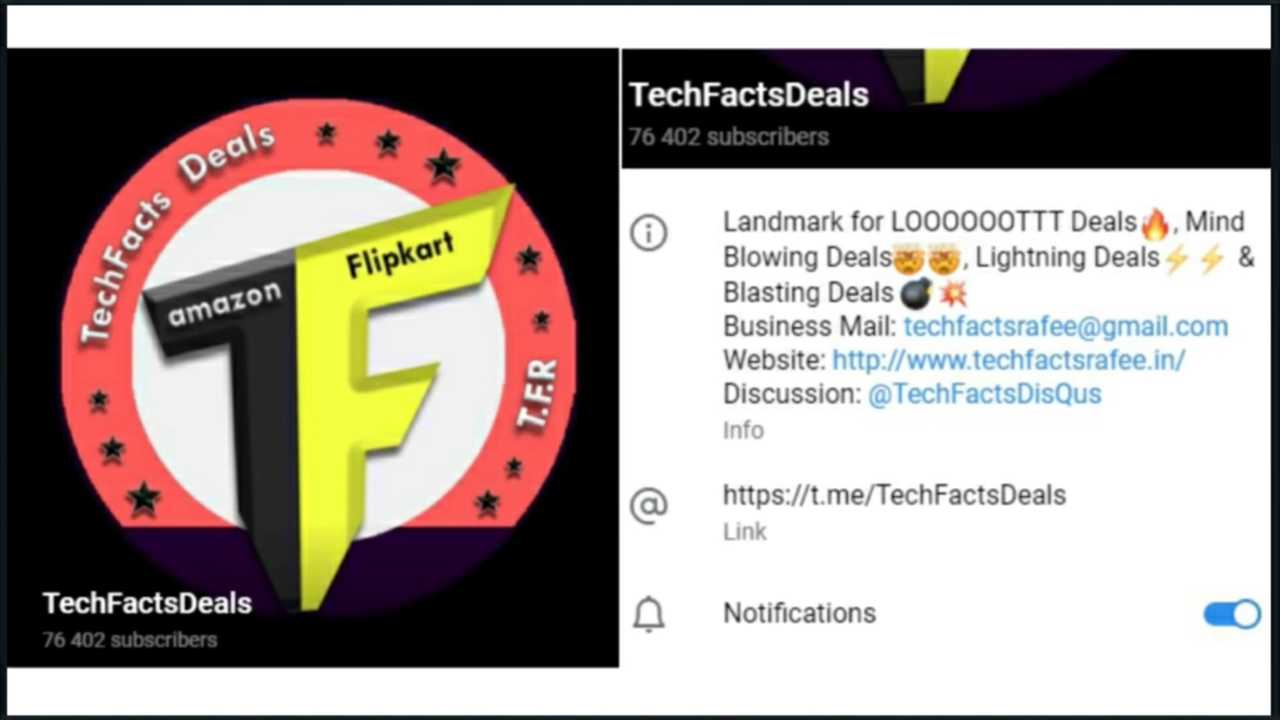 TechFacts Deals
amazon
Flipkart
T.F.R
TechFactsDeals
76 402 subscribers
TechFactsDeals
76 402 subscribers
Landmark for LOOOOOOTTT Deals🔥, Mind
Blowing Deals🤯🤯, Lightning Deals⚡⚡ &
Blasting Deals 💣💥
Business Mail: techfactsrafee@gmail.com
Website: http://www.techfactsrafee.in/
Discussion: @TechFactsDisQus
Info
https://t.me/TechFactsDeals
Link
Notifications